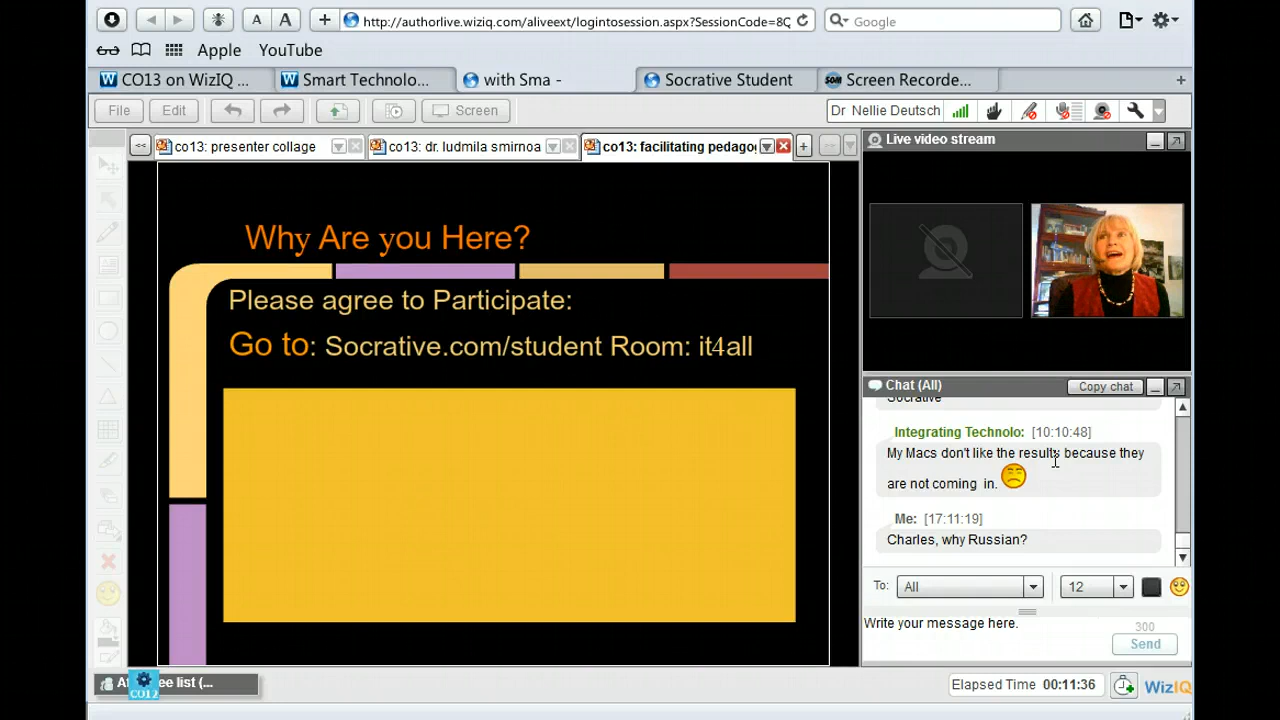 http://authorlive.wiziq.com/aliveext/logintosession.aspx?SessionCode=8Q
Google
Apple YouTube
CO13 on WizIQ ...
Smart Technolo...
with Sma -
Socrative Student
Screen Recorde...
File Edit Screen
Dr Nellie Deutsch
<< co13: presenter collage
co13: dr. ludmila smirnoa
co13: facilitating pedago
Live video stream
Why Are you Here?
Please agree to Participate:
Go to: Socrative.com/student Room: it4all
Chat (All) Copy chat
Socrative
Integrating Technolo: [10:10:48]
My Macs don't like the results because they
are not coming in.
Me: [17:11:19]
Charles, why Russian?
To: All 12
Write your message here.
300
Send
list (...
CO12
Elapsed Time 00:11:36
WizIQ